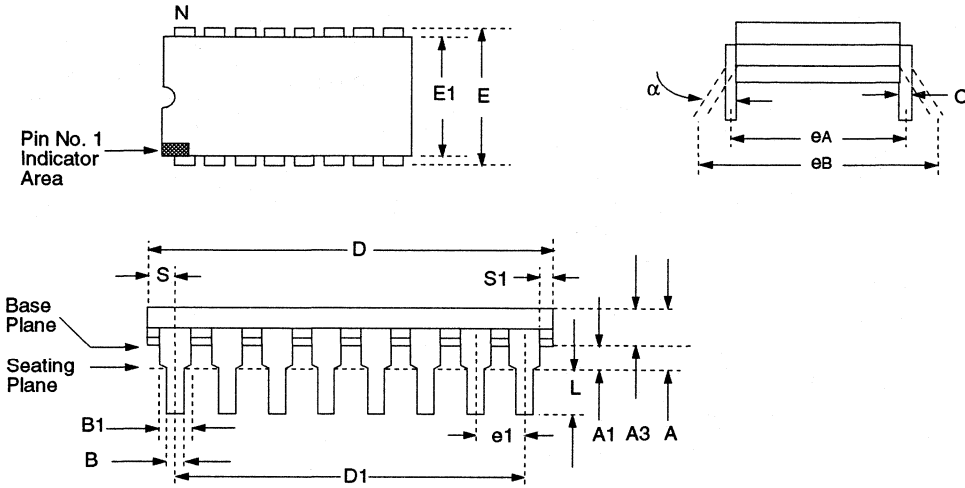 N
E1
E
Pin No. 1
Indicator
Area
α
C
eA
eB
D
S
S1
Base
Plane
Seating
Plane
L
B1
e1
A1
A3
A
B
D1